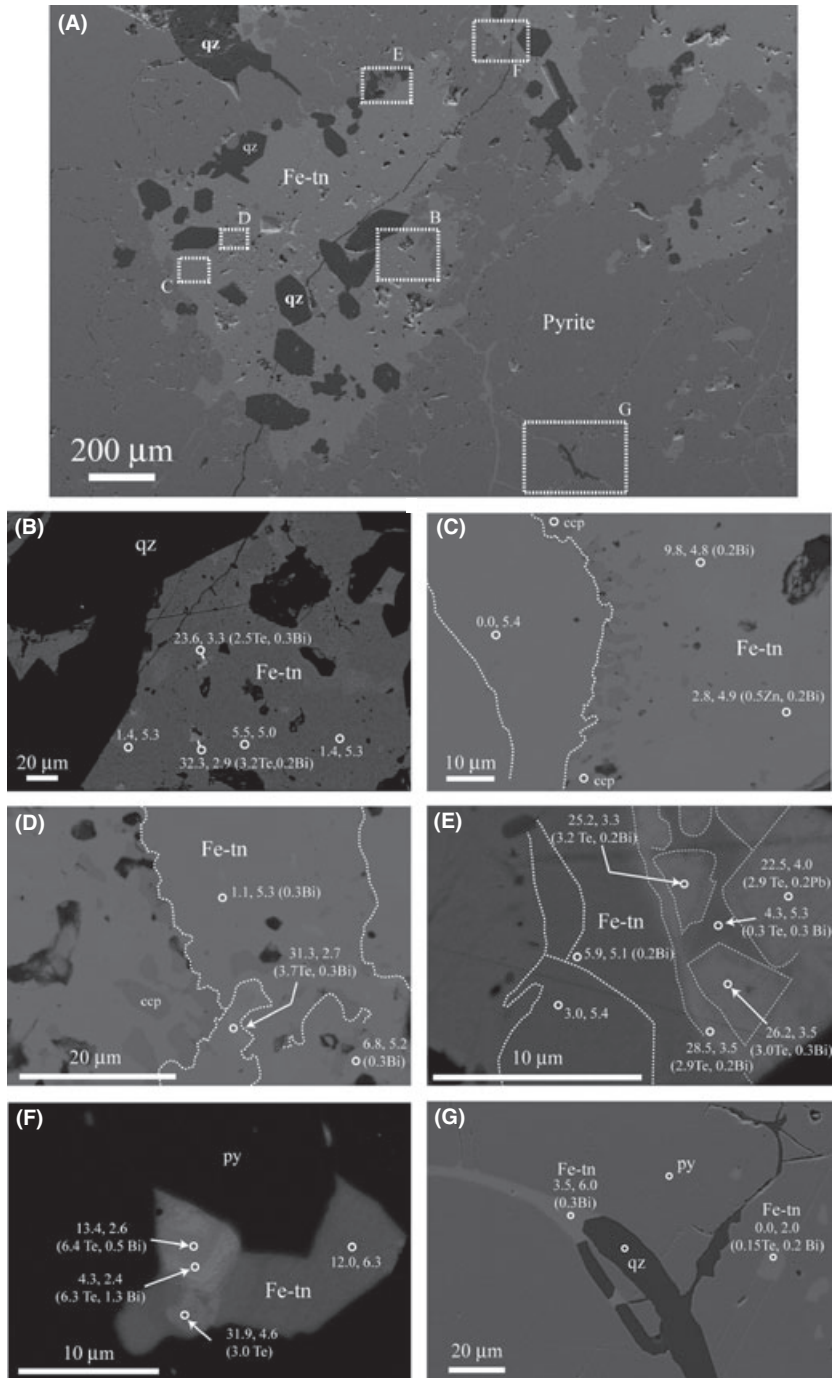 (A)
qz
E
F
qz
Fe-tn
D
B
C
qz
Pyrite
G
200 µm
(B)
qz
23.6, 3.3 (2.5Te, 0.3Bi)
Fe-tn
1.4, 5.3
5.5, 5.0
1.4, 5.3
32.3, 2.9 (3.2Te,0.2Bi)
20 µm
(C)
ccp
9.8, 4.8 (0.2Bi)
0.0, 5.4
Fe-tn
2.8, 4.9 (0.5Zn, 0.2Bi)
10 µm
ccp
(D)
Fe-tn
1.1, 5.3 (0.3Bi)
31.3, 2.7
(3.7Te, 0.3Bi)
ccp
6.8, 5.2
(0.3Bi)
20 µm
(E)
25.2, 3.3
(3.2 Te, 0.2Bi)
22.5, 4.0
(2.9 Te, 0.2Pb)
4.3, 5.3
(0.3 Te, 0.3 Bi)
Fe-tn
5.9, 5.1 (0.2Bi)
3.0, 5.4
26.2, 3.5
(3.0Te, 0.3Bi)
28.5, 3.5
(2.9Te, 0.2Bi)
10 µm
(F)
py
13.4, 2.6
(6.4 Te, 0.5 Bi)
4.3, 2.4
(6.3 Te, 1.3 Bi)
12.0, 6.3
Fe-tn
31.9, 4.6
(3.0 Te)
10 µm
(G)
Fe-tn
3.5, 6.0
(0.3Bi)
py
Fe-tn
0.0, 2.0
(0.15Te, 0.2 Bi)
qz
20 µm